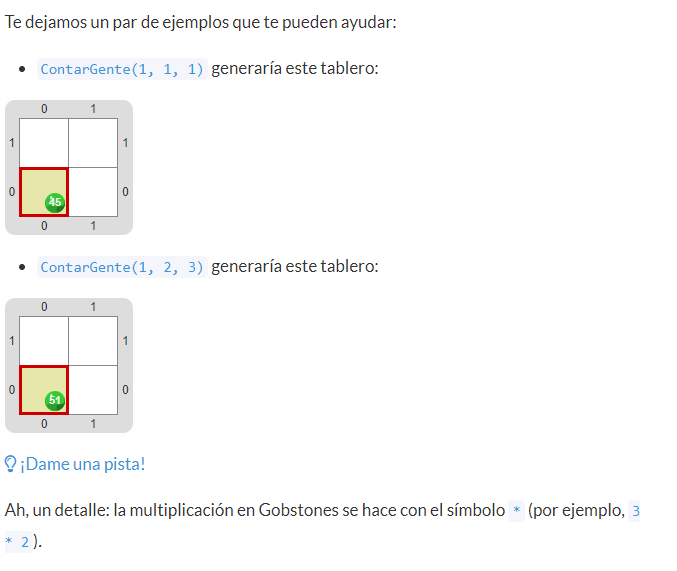 Te dejamos un par de ejemplos que te pueden ayudar:
ContarGente(1, 1, 1) generaría este tablero:
0 1
1 1
0 45 0
0 1
ContarGente(1, 2, 3) generaría este tablero:
0 1
1 1
0 51 0
0 1
¡Dame una pista!
Ah, un detalle: la multiplicación en Gobstones se hace con el símbolo * (por ejemplo, 3
* 2 ).